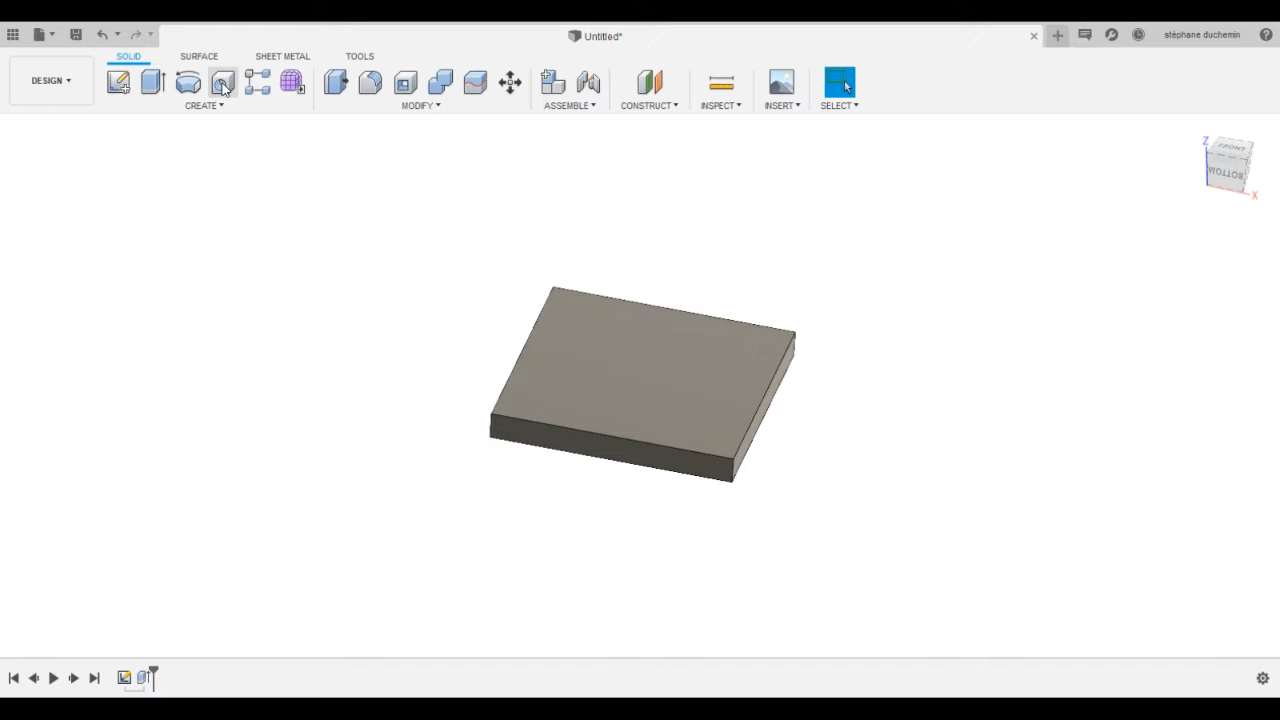 Untitled*
stéphane duchemin
DESIGN
SOLID
SURFACE
SHEET METAL
TOOLS
CREATE
MODIFY
ASSEMBLE
CONSTRUCT
INSPECT
INSERT
SELECT
Z
FRONT
BOTTOM
X